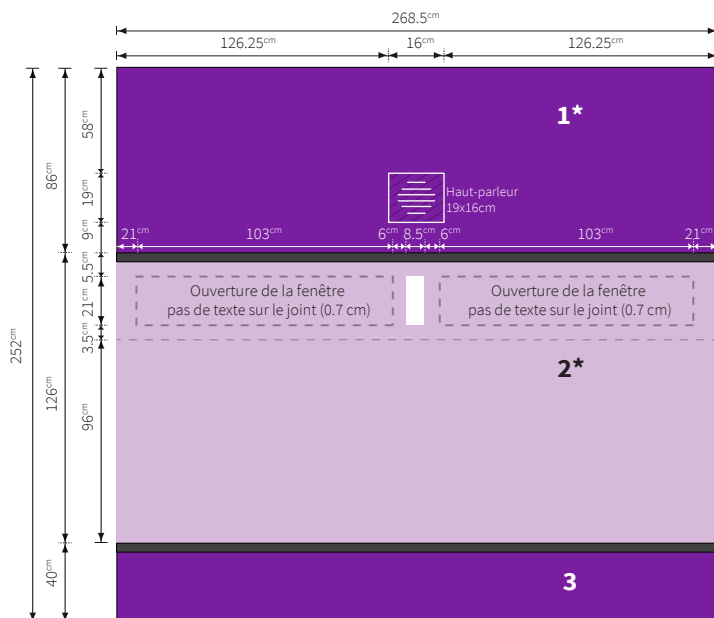 268.5cm
126.25cm 16cm 126.25cm
1*
58cm
86cm
19cm
Haut-parleur
19x16cm
9cm
21cm 103cm 6cm 8.5cm 6cm 103cm 21cm
5.5cm
Ouverture de la fenêtre
pas de texte sur le joint (0.7 cm)
Ouverture de la fenêtre
pas de texte sur le joint (0.7 cm)
21cm
3.5cm
252cm
2*
126cm
96cm
40cm
3